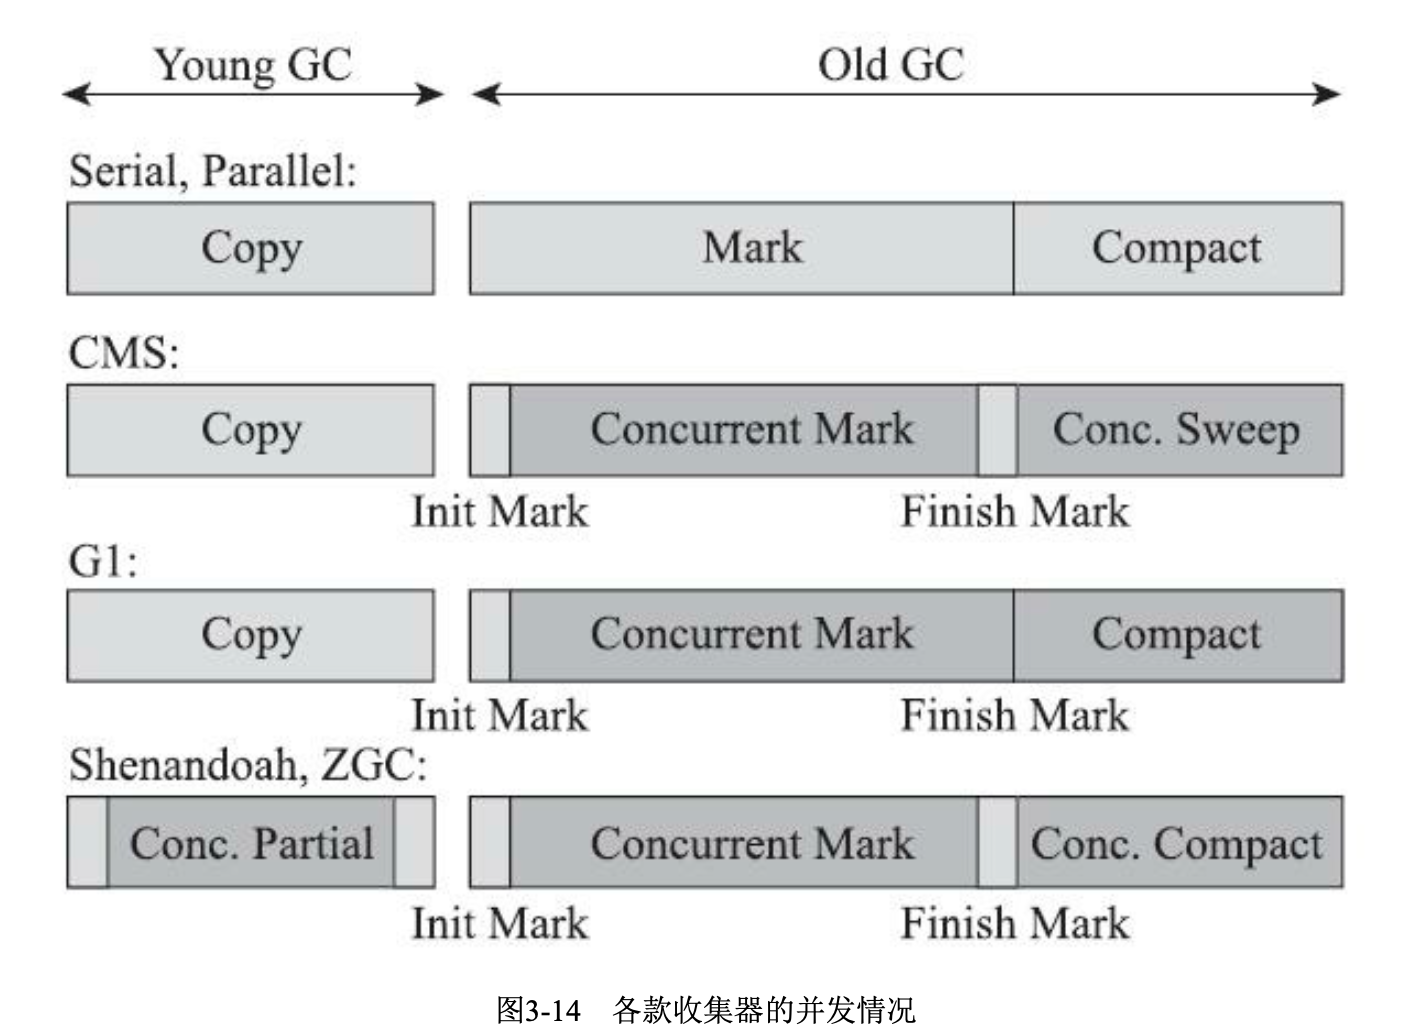 Young GC Old GC
Serial, Parallel:
Copy Mark Compact
CMS:
Copy Concurrent Mark Conc. Sweep
Init Mark Finish Mark
G1:
Copy Concurrent Mark Compact
Init Mark Finish Mark
Shenandoah, ZGC:
Conc. Partial Concurrent Mark Conc. Compact
Init Mark Finish Mark
图3-14 各款收集器的并发情况